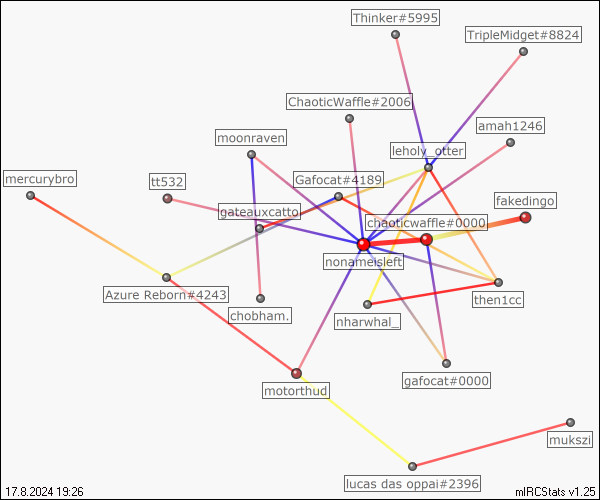 Thinker#5995
TripleMidget#8824
ChaoticWaffle#2006
amah1246
moonraven
leholy_otter
mercurybro
tt532
Gafocat#4189
fakedingo
gateauxcatto
chaoticwaffle#0000
nonameisleft
Azure Reborn#4243
then1cc
chobham.
nharwhal_
gafocat#0000
motorthud
mukszi
lucas das oppai#2396
17.8.2024 19:26
mIRCStats v1.25